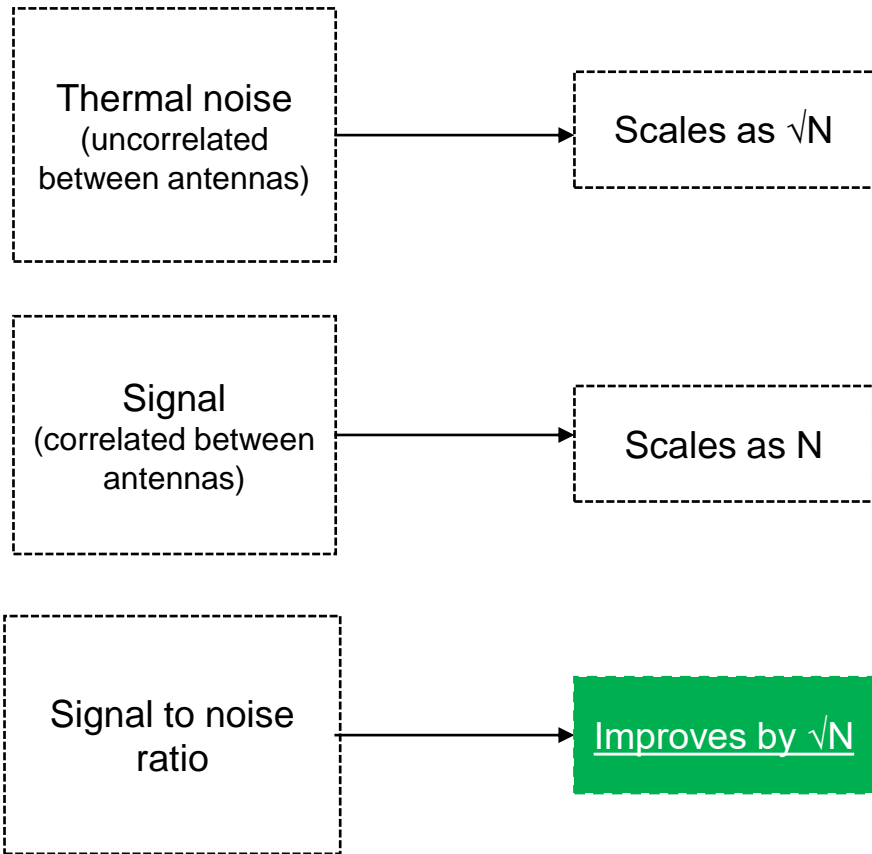 Thermal noise
(uncorrelated
between antennas)
Scales as √N
Signal
(correlated between
antennas)
Scales as N
Signal to noise
ratio
Improves by √N